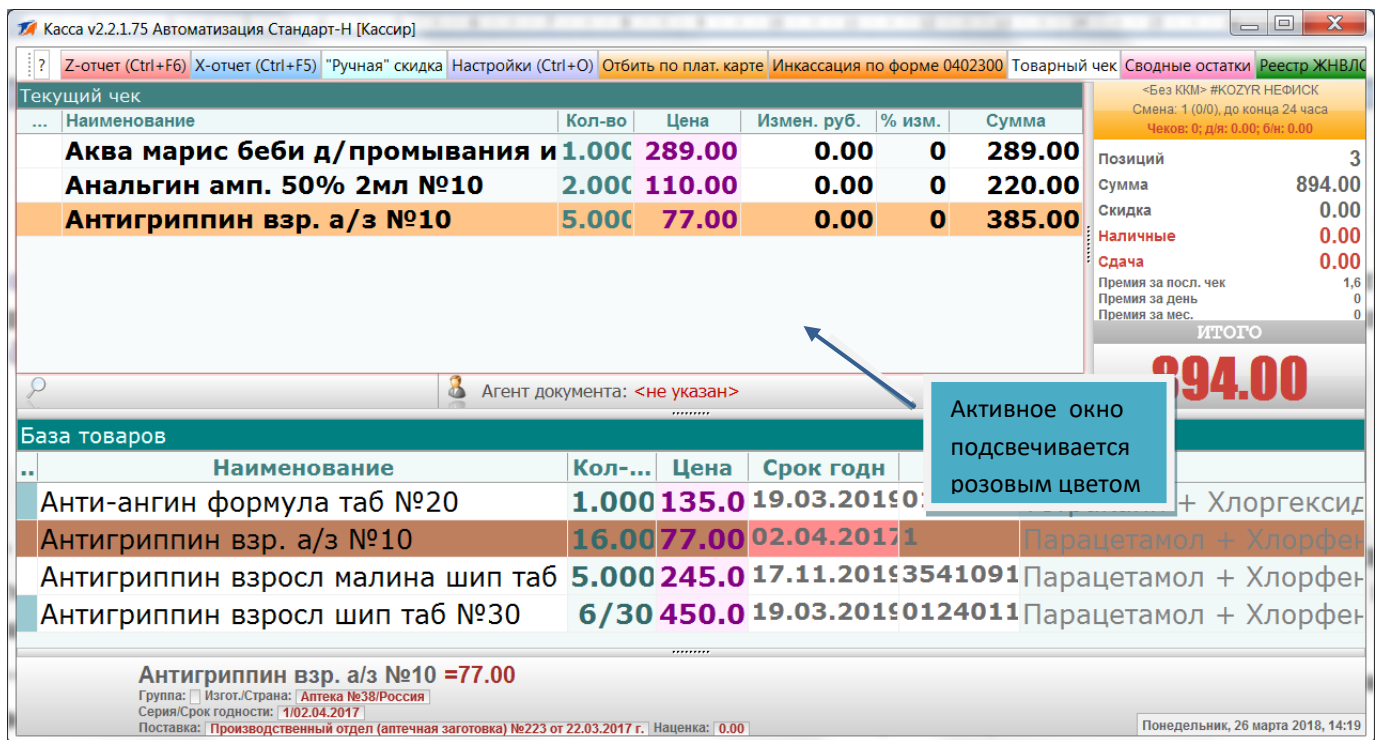 Касса v2.2.1.75 Автоматизация Стандарт-Н [Кассир]
? Z-отчет (Ctrl+F6) X-отчет (Ctrl+F5) "Ручная" скидка Настройки (Ctrl+O) Отбить по плат. карте Инкассация по форме 0402300 Товарный чек Сводные остатки Реестр ЖНВЛС
Текущий чек
<Без ККМ> #KOZYR НЕФИСК
Смена: 1 (0/0), до конца 24 часа
Чеков: 0; д/я: 0.00; б/н: 0.00
... Наименование Кол-во Цена Измен. руб. % изм. Сумма
Аква марис беби д/промывания и 1.000 289.00 0.00 0 289.00
Анальгин амп. 50% 2мл №10 2.000 110.00 0.00 0 220.00
Антигриппин взр. а/з №10 5.000 77.00 0.00 0 385.00
Позиций 3
Сумма 894.00
Скидка 0.00
Наличные 0.00
Сдача 0.00
Премия за посл. чек 1,6
Премия за день 0
Премия за мес. 0
ИТОГО
894.00
Агент документа: <не указан>
Активное окно
подсвечивается
розовым цветом
База товаров
.. Наименование Кол-... Цена Срок годн
Анти-ангин формула таб №20 1.000 135.0 19.03.2019 + Хлоргексид
Антигриппин взр. а/з №10 16.00 77.00 02.04.2017 1 Парацетамол + Хлорфен
Антигриппин взросл малина шип таб 5.000 245.0 17.11.2019 3541091 Парацетамол + Хлорфен
Антигриппин взросл шип таб №30 6/30 450.0 19.03.2019 0124011 Парацетамол + Хлорфен
Антигриппин взр. а/з №10 =77.00
Группа: Изгот./Страна: Аптека №38/Россия
Серия/Срок годности: 1/02.04.2017
Поставка: Производственный отдел (аптечная заготовка) №223 от 22.03.2017 г. Наценка: 0.00
Понедельник, 26 марта 2018, 14:19